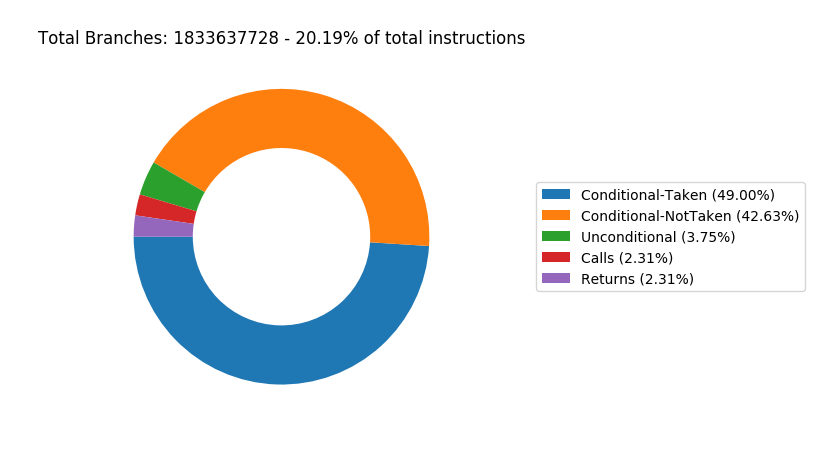 Total Branches: 1833637728 - 20.19% of total instructions
Conditional-Taken (49.00%)
Conditional-NotTaken (42.63%)
Unconditional (3.75%)
Calls (2.31%)
Returns (2.31%)